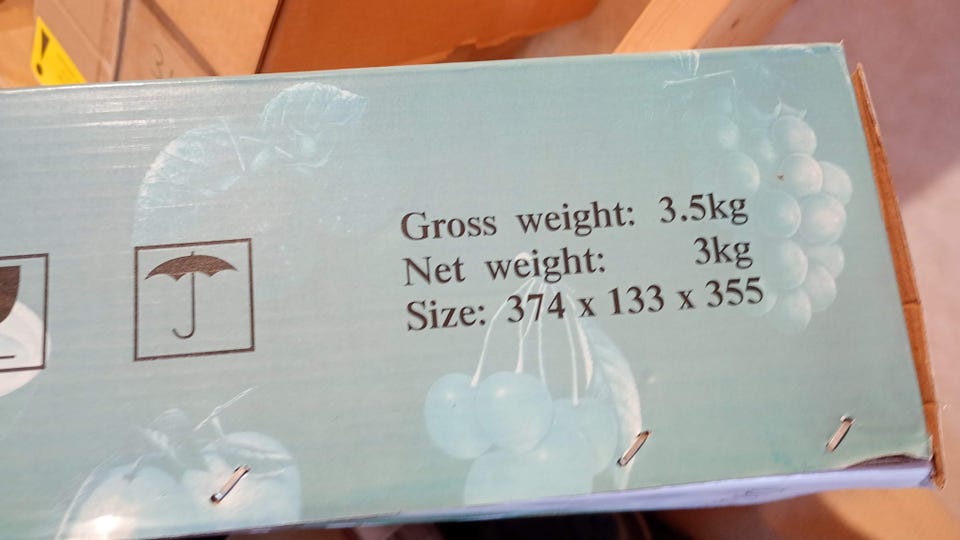 Gross weight: 3.5kg
Net weight: 3kg
Size: 374 x 133 x 355